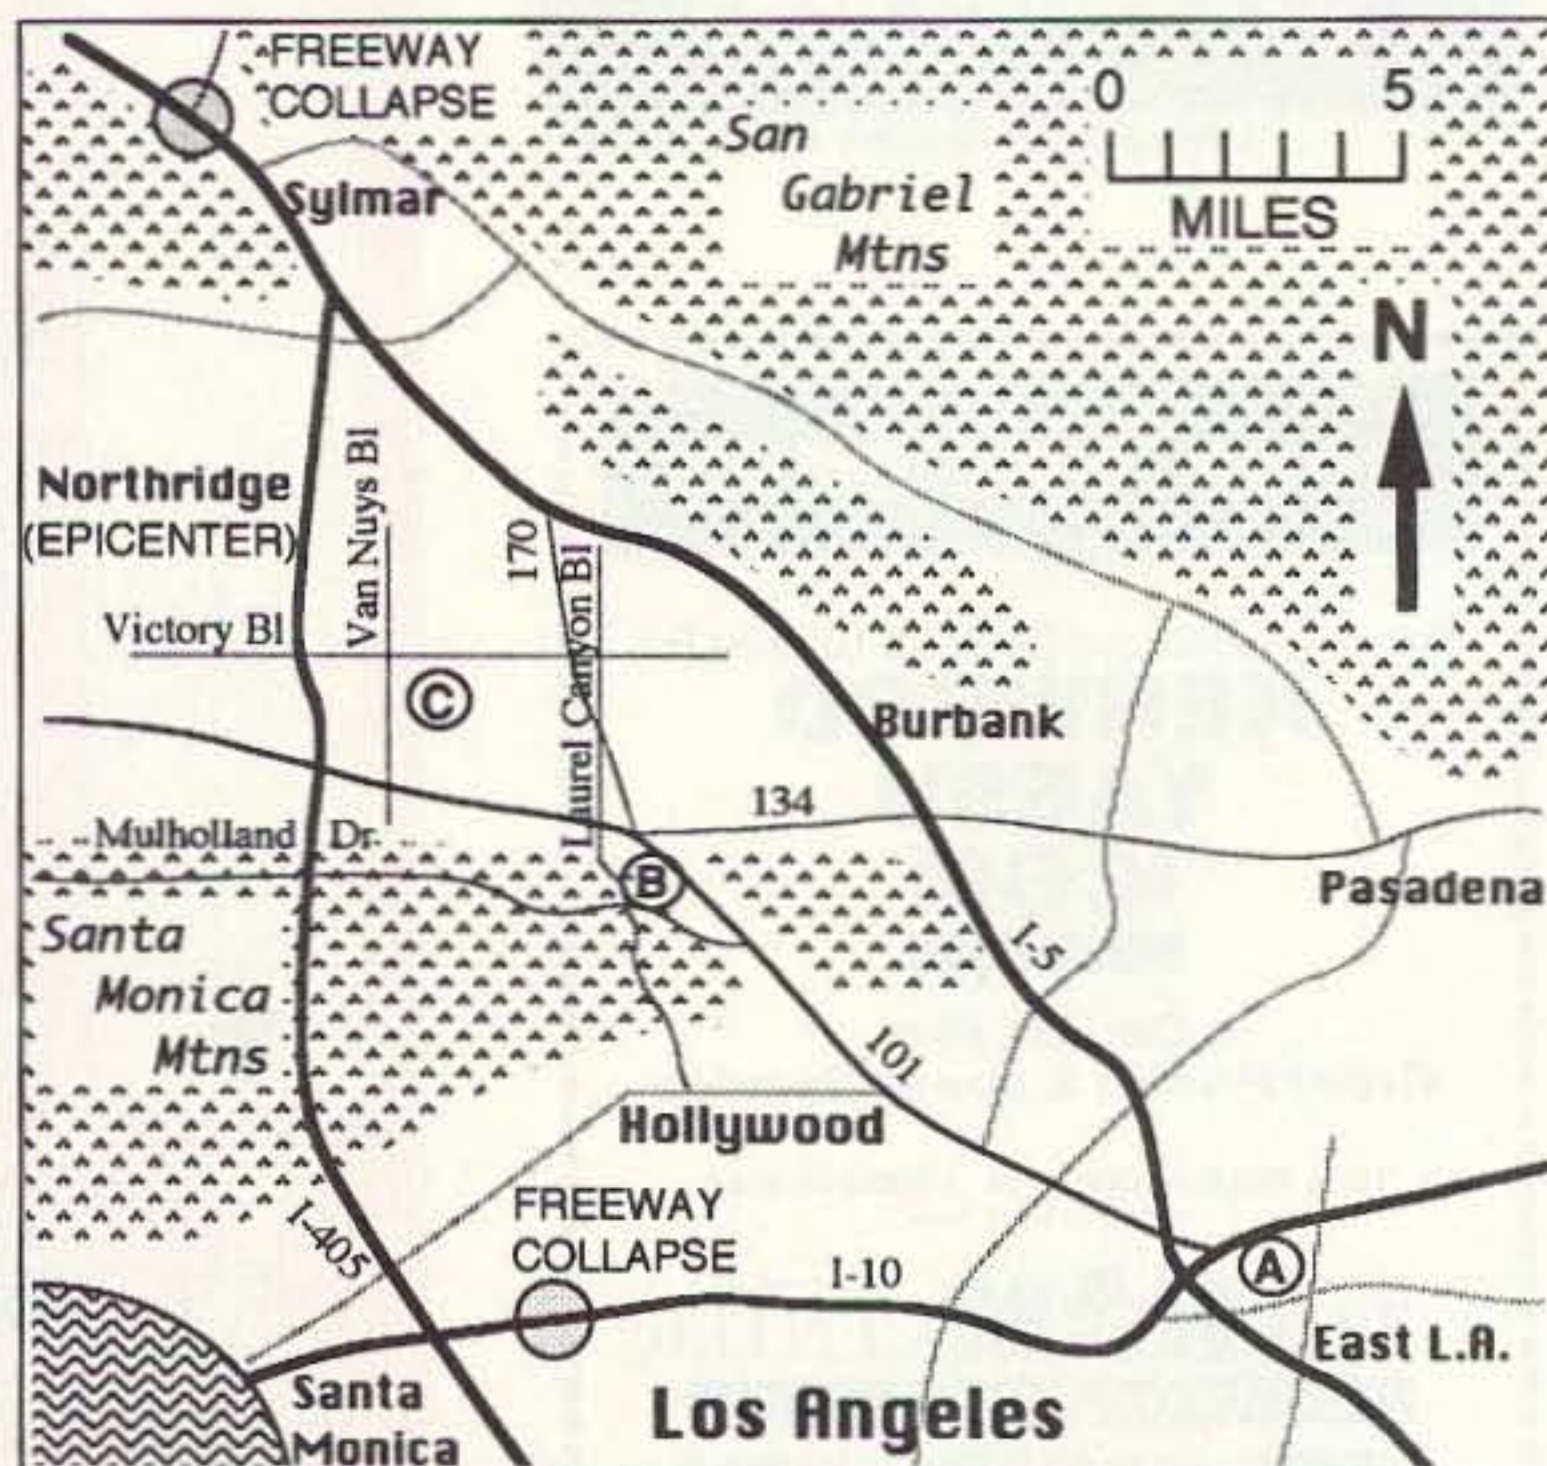 FREEWAY
COLLAPSE
0 5
MILES
San
Gabriel
Mtns
Sylmar
N
Northridge
(EPICENTER)
Van Nuys Bl
170
Laurel Canyon Bl
Victory Bl
C
Burbank
134
Mulholland Dr
B
Pasadena
Santa
Monica
Mtns
I-5
101
Hollywood
I-405
FREEWAY
COLLAPSE
I-10
A
East L.A.
Santa
Monica
Los Angeles